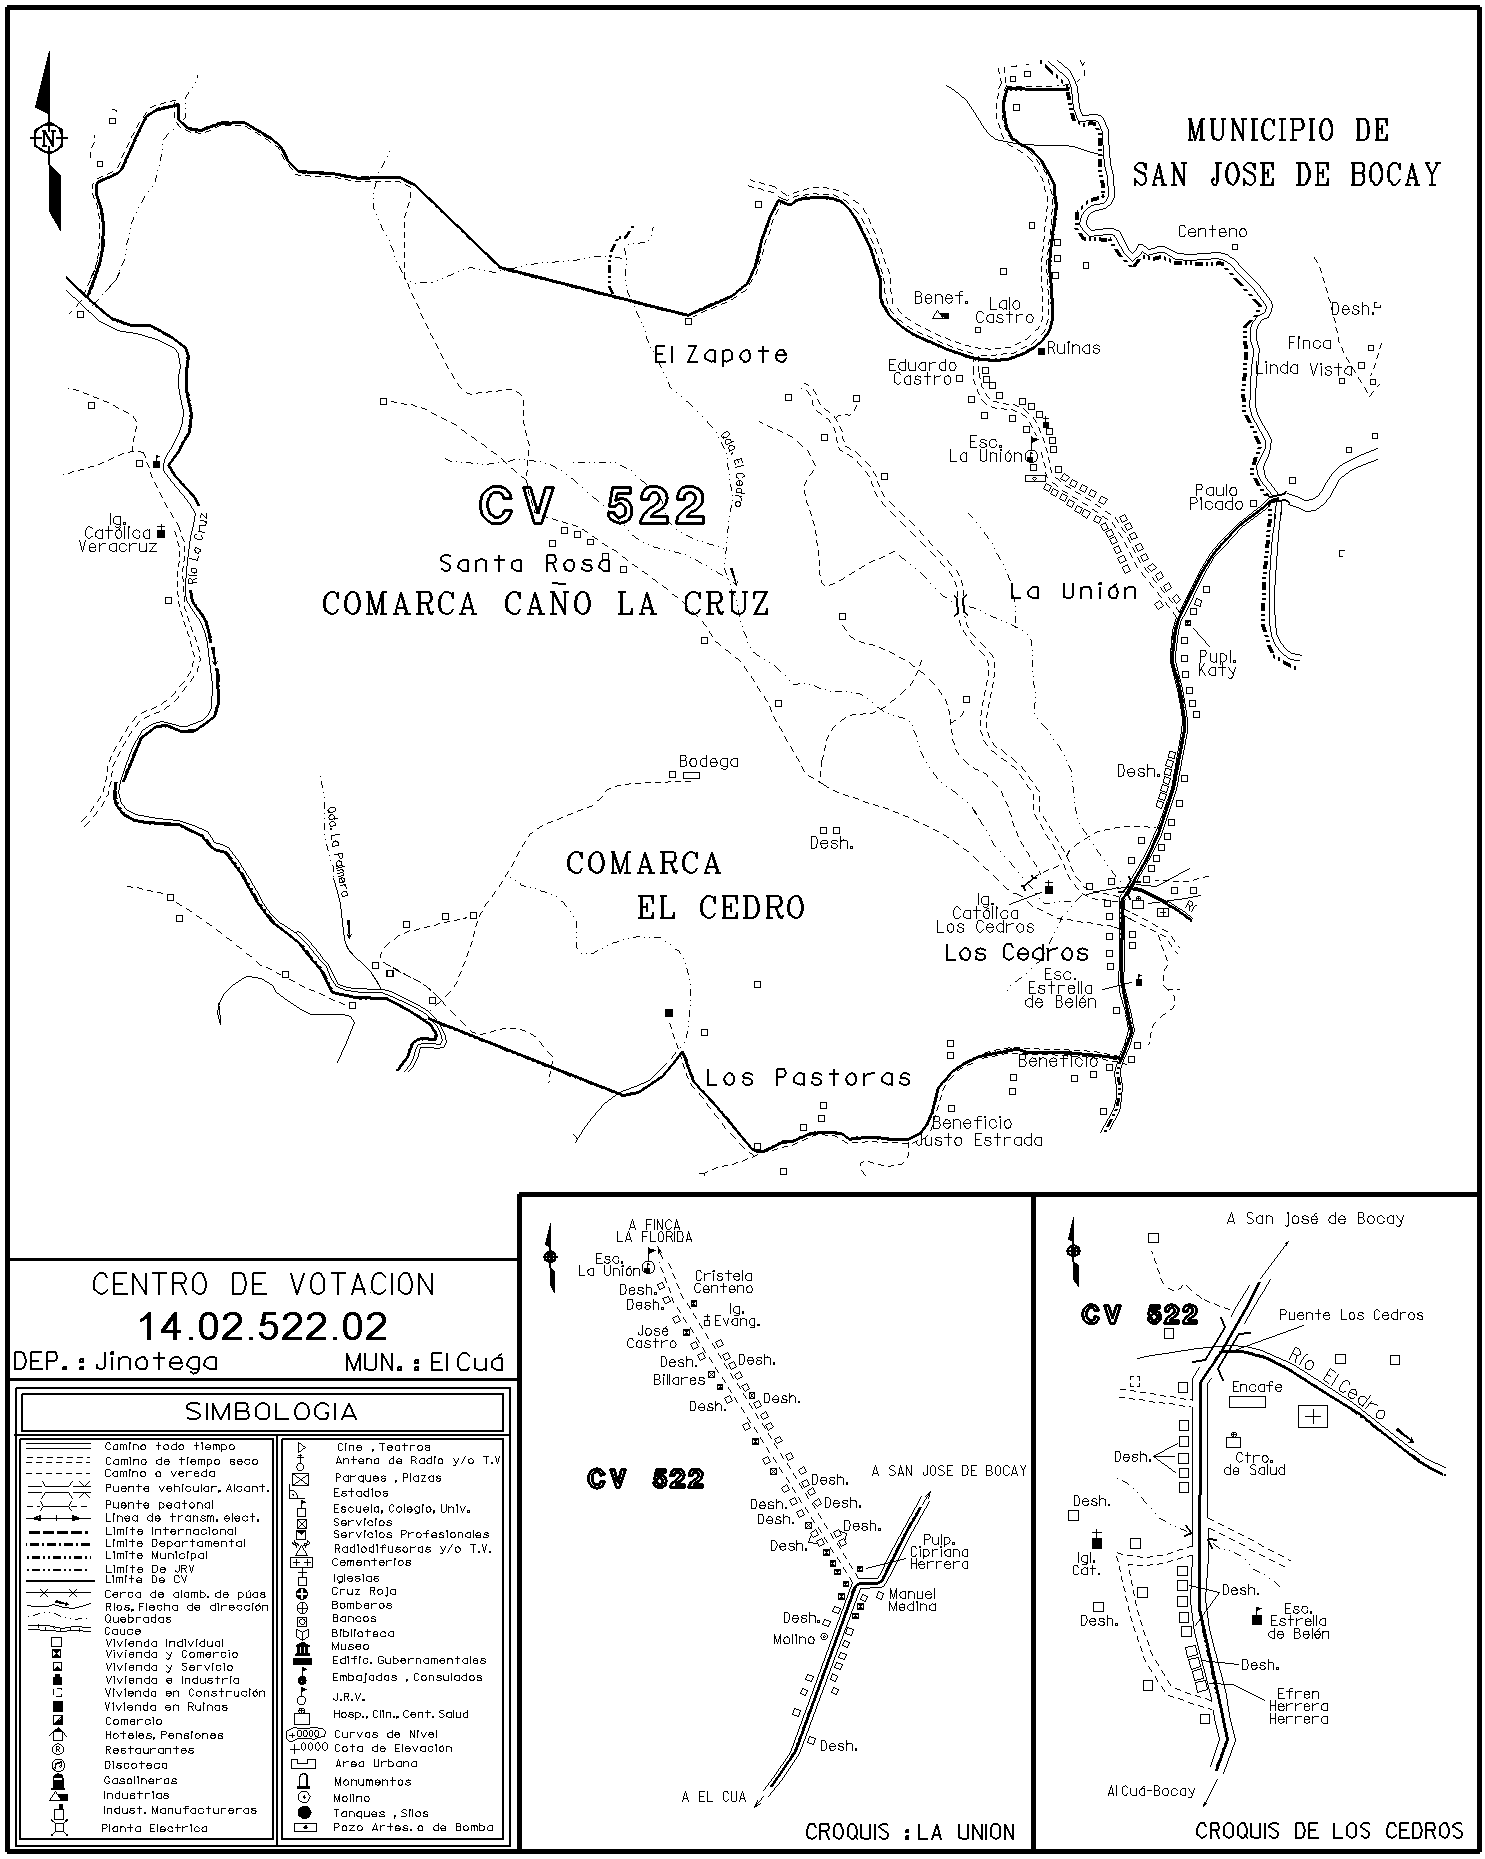 N
MUNICIPIO DE
SAN JOSE DE BOCAY
Centeno
Benef.
Lalo
Castro
Desh.
Finca
Linda Vista
El Zapote
Ruinas
Eduardo
Castro
Qda. El Cedro
Esc.
La Unión
Paulo
Picado
CV 522
Ig.
Católica
Veracruz
Río La Cruz
Santa Rosa
COMARCA CAÑO LA CRUZ
La Unión
Pupl.
Katy
Bodega
Desh.
Qda. La Palmera
Desh.
COMARCA
EL CEDRO
Ig.
Católica
Los Cedros
Los Cedros
Esc.
Estrella
de Belén
Beneficio
Los Pastoras
Beneficio
Justo Estrada
CENTRO DE VOTACION
14.02.522.02
DEP. : Jinotega
MUN. : El Cuá
SIMBOLOGIA
Camino todo tiempo
Camino de tiempo seco
Camino o vereda
Puente vehicular, Alcant.
Puente peatonal
Línea de transm. elect.
Límite Internacional
Límite Departamental
Límite Municipal
Límite De JRV
Límite De CV
Cerca de alamb. de púas
Ríos, Flecha de dirección
Quebradas
Cauce
Vivienda Individual
Vivienda y Comercio
Vivienda y Servicio
Vivienda e Industria
Vivienda en Construción
Vivienda en Ruinas
Comercio
Hoteles, Pensiones
Restaurantes
Discoteca
Gasolineras
Industrias
Indust. Manufactureras
Planta Electrica
Cine , Teatros
Antena de Radio y/o T.V
Parques , Plazas
Estadios
Escuela, Colegio, Univ.
Servicios
Servicios Profesionales
Radiodifusoras y/o T.V.
Cementerios
Iglesias
Cruz Roja
Bomberos
Bancos
Biblioteca
Museo
Edific. Gubernamentales
Embajadas , Consulados
J.R.V.
Hosp., Clin., Cent. Salud
Curvas de Nivel
Cota de Elevación
Area Urbana
Monumentos
Molino
Tanques , Silos
Pozo Artes. o de Bomba
A FINCA
LA FLORIDA
Esc.
La Unión
Desh.
Desh.
Cristela
Centeno
Ig.
Evang.
José
Castro
Desh.
Desh.
Billares
Desh.
Desh.
CV 522
A SAN JOSE DE BOCAY
Desh.
Desh.
Desh.
Desh.
Desh.
Desh.
Pulp.
Cipriana
Herrera
Manuel
Medina
Desh.
Molino
Desh.
A EL CUA
CROQUIS : LA UNION
A San José de Bocay
CV 522
Puente Los Cedros
Río El Cedro
Encafe
Desh.
Ctro.
de Salud
Desh.
Igl.
Cat.
Desh.
Desh.
Esc.
Estrella
de Belén
Desh.
Efren
Herrera
Herrera
Al Cuá-Bocay
CROQUIS DE LOS CEDROS